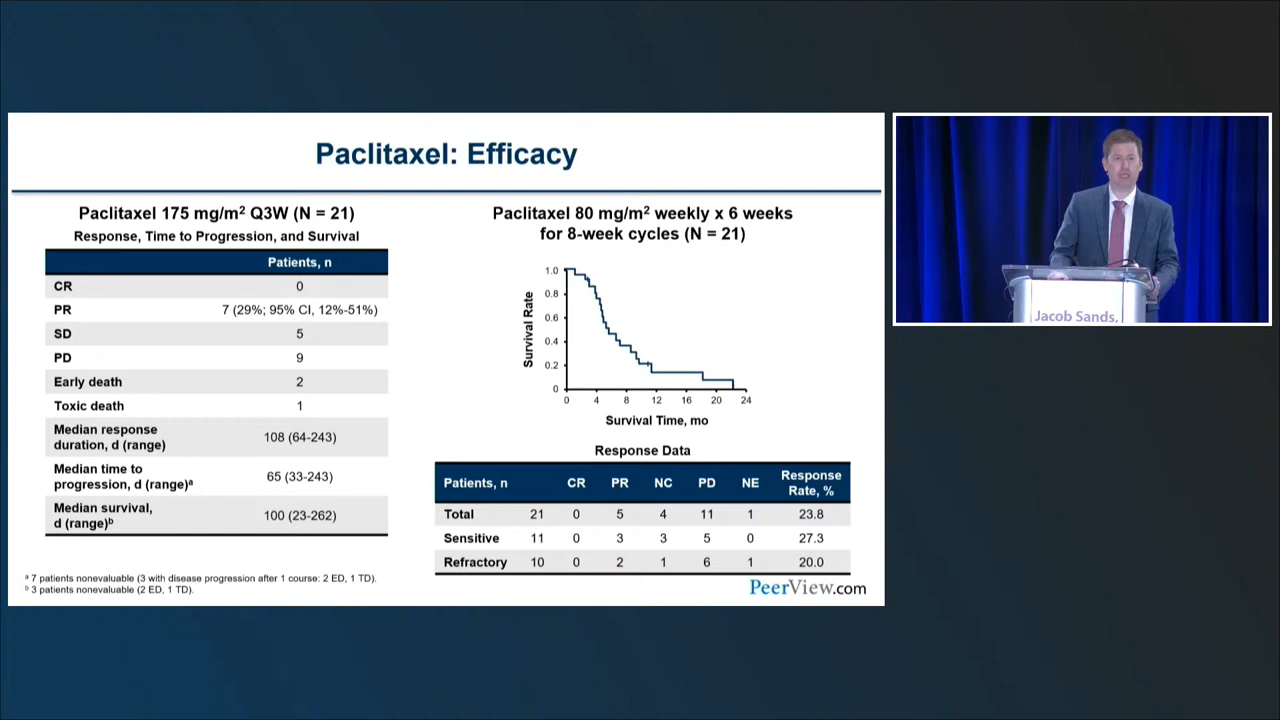 Paclitaxel: Efficacy
Paclitaxel 175 mg/m² Q3W (N = 21)
Response, Time to Progression, and Survival
Patients, n
CR 0
PR 7 (29%; 95% CI, 12%-51%)
SD 5
PD 9
Early death 2
Toxic death 1
Median response
duration, d (range) 108 (64-243)
Median time to
progression, d (range)ᵃ 65 (33-243)
Median survival,
d (range)ᵇ 100 (23-262)
ᵃ 7 patients nonevaluable (3 with disease progression after 1 course: 2 ED, 1 TD).
ᵇ 3 patients nonevaluable (2 ED, 1 TD).
Paclitaxel 80 mg/m² weekly x 6 weeks
for 8-week cycles (N = 21)
Survival Rate
1.0
0.8
0.6
0.4
0.2
0
0 4 8 12 16 20 24
Survival Time, mo
Response Data
Patients, n CR PR NC PD NE Response Rate, %
Total 21 0 5 4 11 1 23.8
Sensitive 11 0 3 3 5 0 27.3
Refractory 10 0 2 1 6 1 20.0
PeerView.com
Jacob Sands,